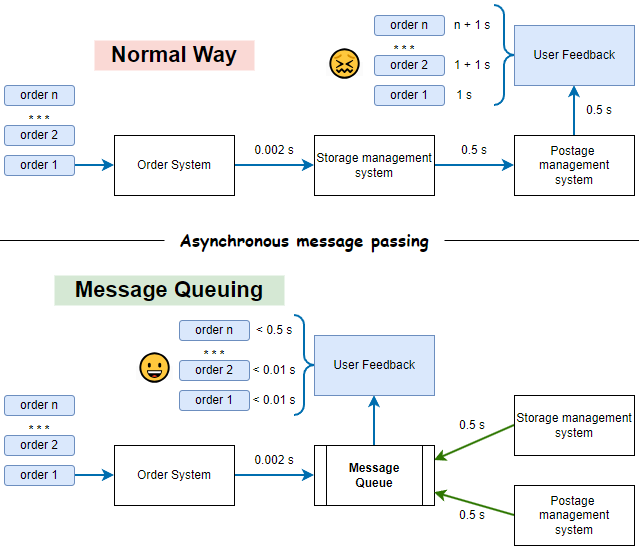 Normal Way
order n
n + 1 s
* * *
order 2
1 + 1 s
order 1
1 s
User Feedback
0.5 s
order n
* * *
order 2
order 1
Order System
0.002 s
Storage management
system
0.5 s
Postage
management
system
Asynchronous message passing
Message Queuing
order n
< 0.5 s
* * *
order 2
< 0.01 s
order 1
< 0.01 s
User Feedback
order n
* * *
order 2
order 1
Order System
0.002 s
Message
Queue
0.5 s
Storage management
system
0.5 s
Postage
management
system